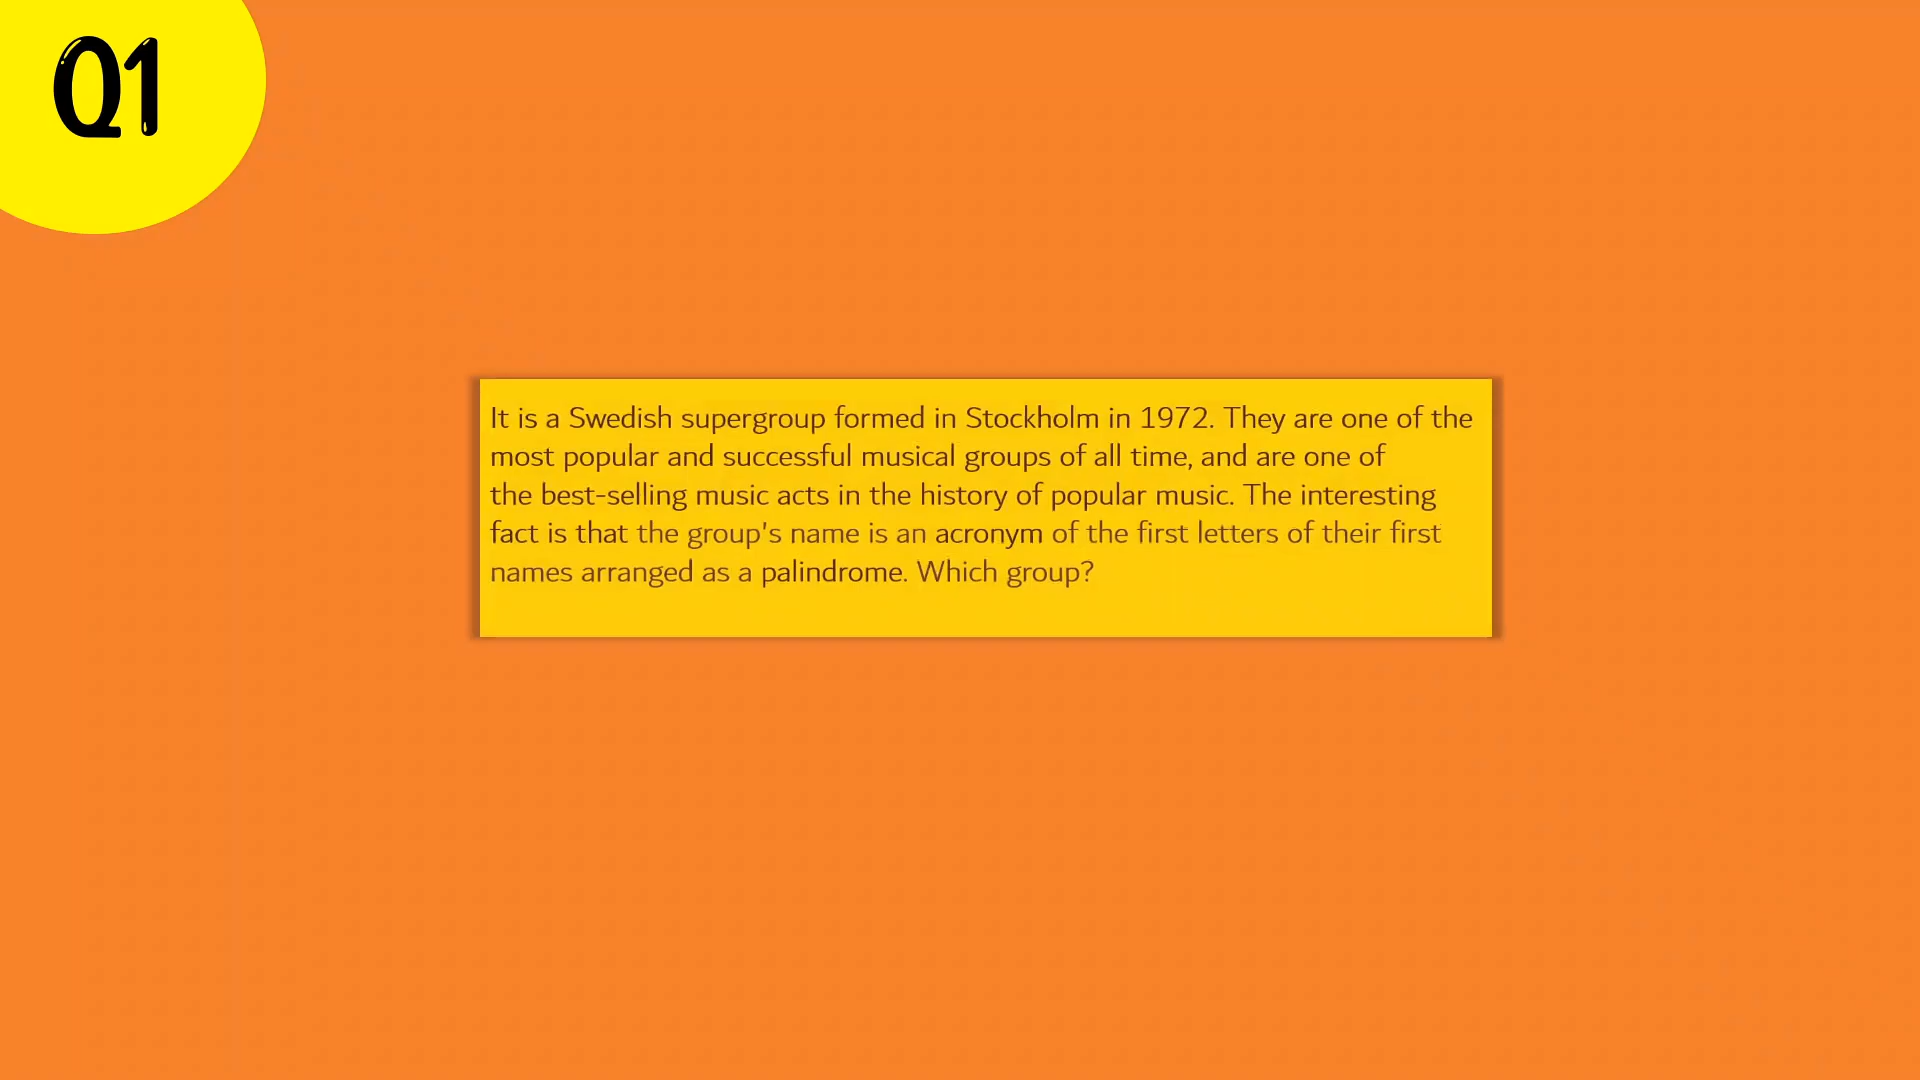 Q1
It is a Swedish supergroup formed in Stockholm in 1972. They are one of the
most popular and successful musical groups of all time, and are one of
the best-selling music acts in the history of popular music. The interesting
fact is that the group's name is an acronym of the first letters of their first
names arranged as a palindrome. Which group?